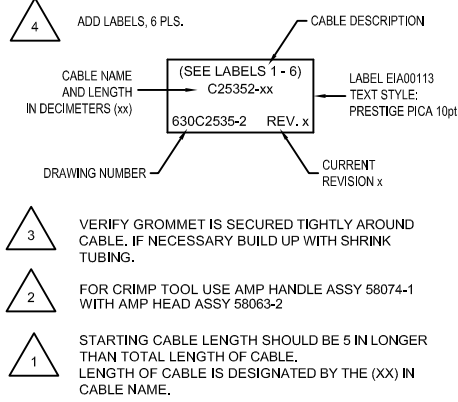 4 ADD LABELS, 6 PLS.
CABLE DESCRIPTION
CABLE NAME
AND LENGTH
IN DECIMETERS (xx)
(SEE LABELS 1 - 6)
C25352-xx
630C2535-2 REV. x
LABEL EIA00113
TEXT STYLE:
PRESTIGE PICA 10pt
DRAWING NUMBER
CURRENT
REVISION x
3 VERIFY GROMMET IS SECURED TIGHTLY AROUND
CABLE. IF NECESSARY BUILD UP WITH SHRINK
TUBING.
2 FOR CRIMP TOOL USE AMP HANDLE ASSY 58074-1
WITH AMP HEAD ASSY 58063-2
1 STARTING CABLE LENGTH SHOULD BE 5 IN LONGER
THAN TOTAL LENGTH OF CABLE.
LENGTH OF CABLE IS DESIGNATED BY THE (XX) IN
CABLE NAME.